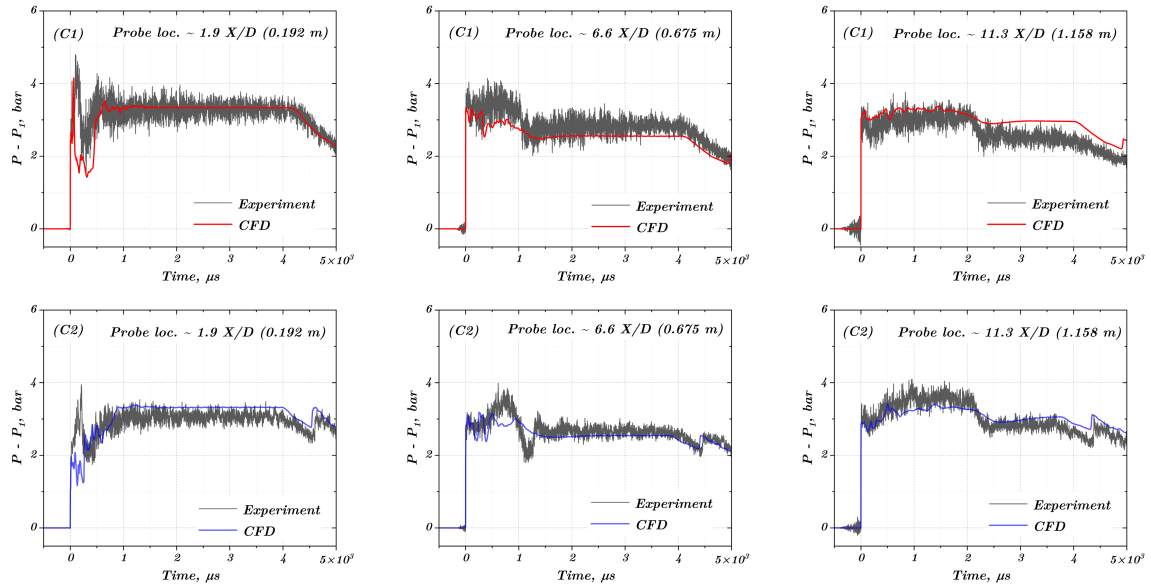 (C1) Probe loc. ~ 1.9 X/D (0.192 m)
P - P₁, bar
6
4
2
0
Experiment
CFD
0 1 2 3 4 5×10³
Time, μs
(C1) Probe loc. ~ 6.6 X/D (0.675 m)
P - P₁, bar
6
4
2
0
Experiment
CFD
0 1 2 3 4 5×10³
Time, μs
(C1) Probe loc. ~ 11.3 X/D (1.158 m)
P - P₁, bar
6
4
2
0
Experiment
CFD
0 1 2 3 4 5×10³
Time, μs
(C2) Probe loc. ~ 1.9 X/D (0.192 m)
P - P₁, bar
6
4
2
0
Experiment
CFD
0 1 2 3 4 5×10³
Time, μs
(C2) Probe loc. ~ 6.6 X/D (0.675 m)
P - P₁, bar
6
4
2
0
Experiment
CFD
0 1 2 3 4 5×10³
Time, μs
(C2) Probe loc. ~ 11.3 X/D (1.158 m)
P - P₁, bar
6
4
2
0
Experiment
CFD
0 1 2 3 4 5×10³
Time, μs